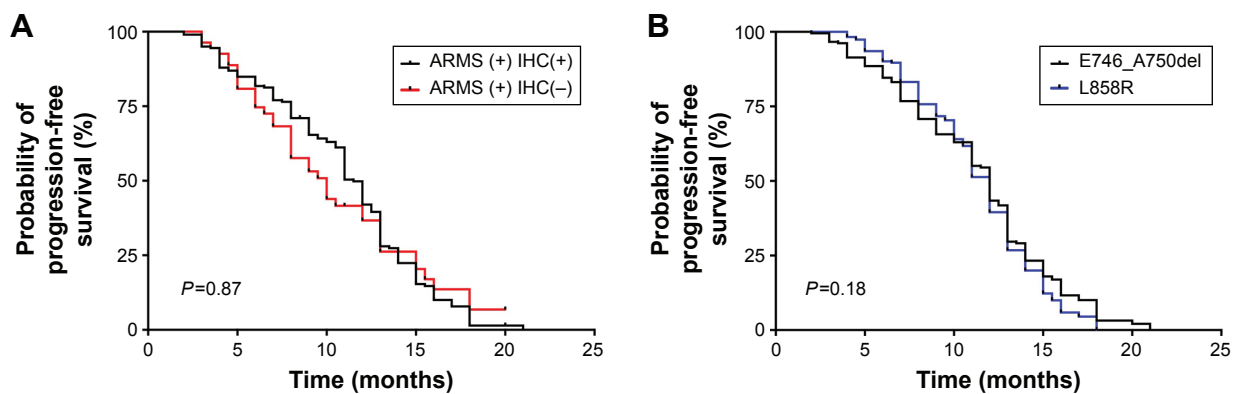 A
Probability of
progression-free
survival (%)
100
75
50
25
0
0 5 10 15 20 25
Time (months)
ARMS (+) IHC(+)
ARMS (+) IHC(–)
P=0.87
B
Probability of
progression-free
survival (%)
100
75
50
25
0
0 5 10 15 20 25
Time (months)
E746_A750del
L858R
P=0.18